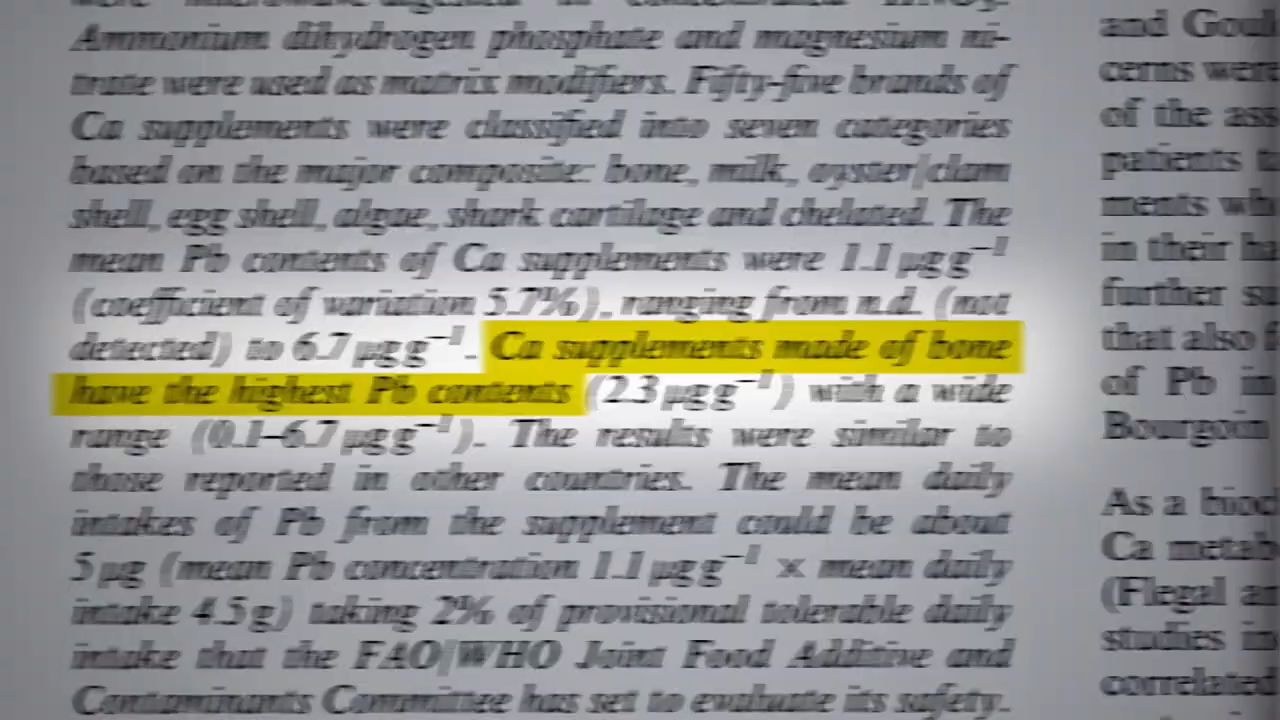 were microwave-digested in concentrated HNO3.
Ammonium dihydrogen phosphate and magnesium ni-
trate were used as matrix modifiers. Fifty-five brands of
Ca supplements were classified into seven categories
based on the major composite: bone, milk, oyster/clam
shell, egg shell, algae, shark cartilage and chelated. The
mean Pb contents of Ca supplements were 1.1 µg g⁻¹
(coefficient of variation 5.7%), ranging from n.d. (not
detected) to 6.7 µg g⁻¹. Ca supplements made of bone
have the highest Pb contents (2.3 µg g⁻¹) with a wide
range (0.1–6.7 µg g⁻¹). The results were similar to
those reported in other countries. The mean daily
intakes of Pb from the supplement could be about
5 µg (mean Pb concentration 1.1 µg g⁻¹ × mean daily
intake 4.5 g) taking 2% of provisional tolerable daily
intake that the FAO/WHO Joint Food Additive and
Contaminants Committee has set to evaluate its safety.
and Goul
cerns were
of the ass
patients t
ments wh
in their ha
further su
that also f
of Pb in
Bourgoin
As a bioc
Ca metab
(Flegal an
studies in
correlated